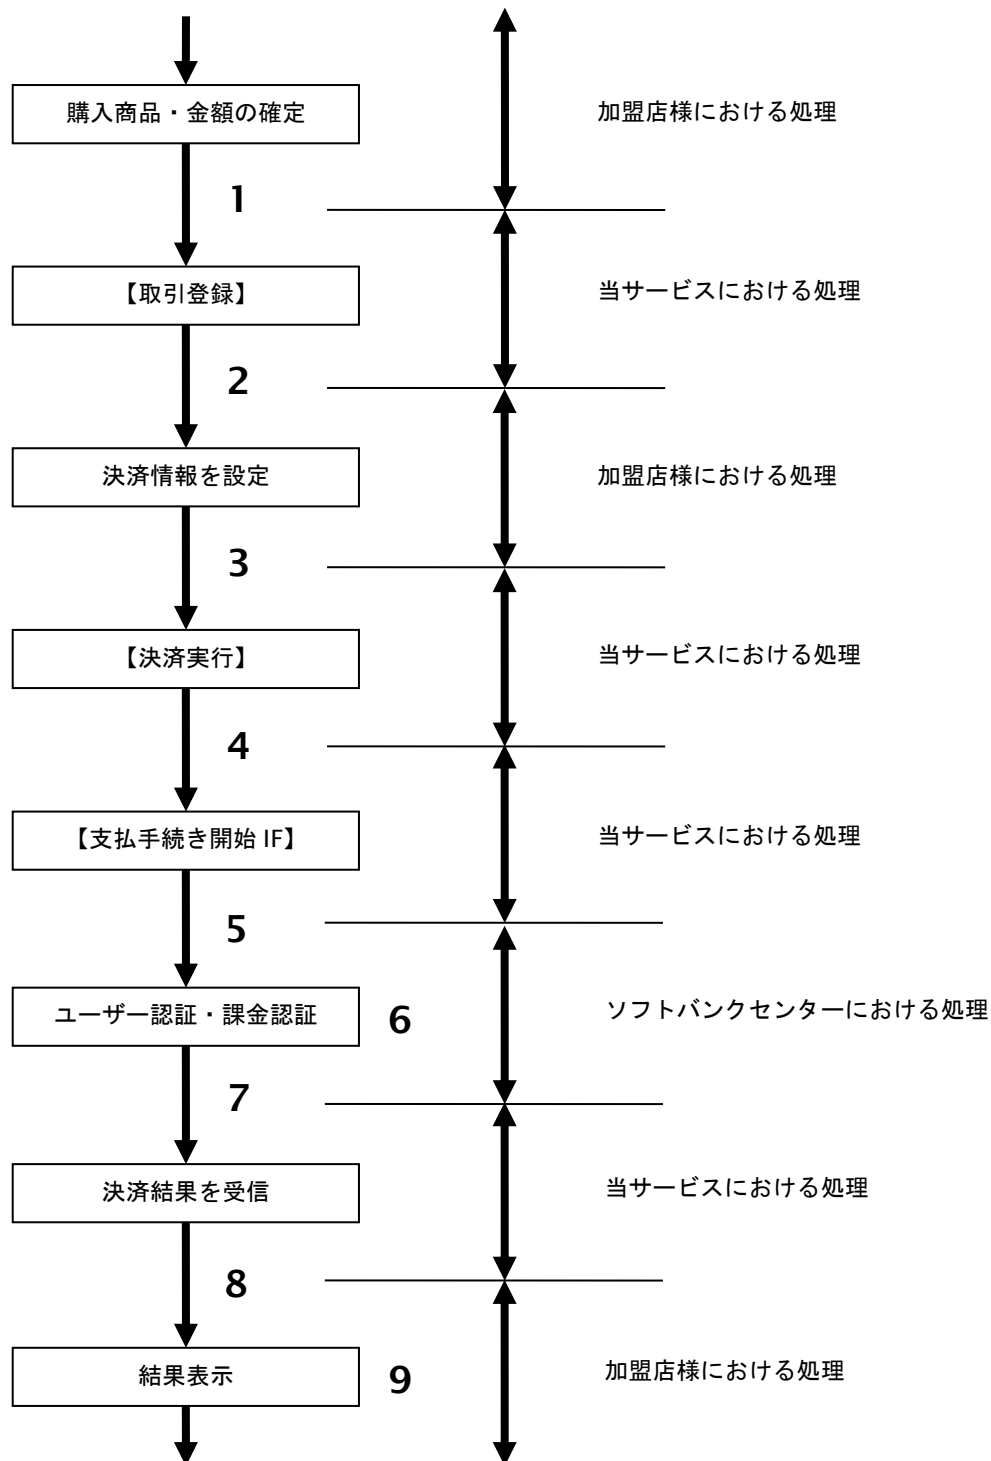 購入商品・金額の確定
加盟店様における処理
1
【取引登録】
当サービスにおける処理
2
決済情報を設定
加盟店様における処理
3
【決済実行】
当サービスにおける処理
4
【支払手続き開始 IF】
当サービスにおける処理
5
ユーザー認証・課金認証
6
ソフトバンクセンターにおける処理
7
決済結果を受信
当サービスにおける処理
8
結果表示
9
加盟店様における処理